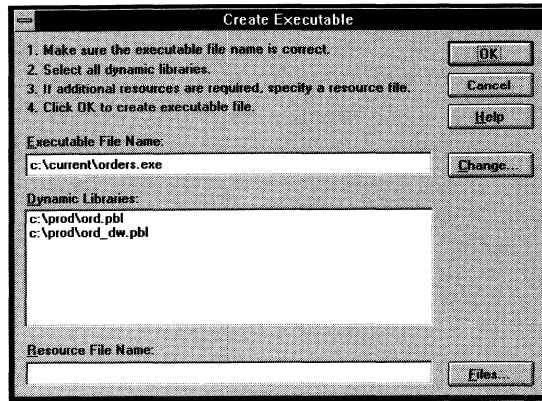 Create Executable
1. Make sure the executable file name is correct.
2. Select all dynamic libraries.
3. If additional resources are required, specify a resource file.
4. Click OK to create executable file.
OK
Cancel
Help
Executable File Name:
c:\current\orders.exe
Change...
Dynamic Libraries:
c:\prod\ord.pbl
c:\prod\ord_dw.pbl
Resource File Name:
Files...